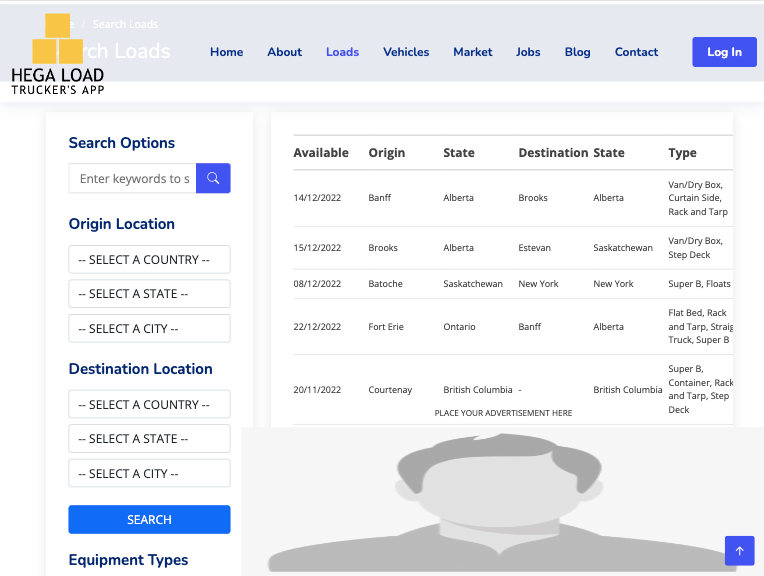 e / Search Loads
rch Loads
HEGA LOAD
TRUCKER'S APP
Home About Loads Vehicles Market Jobs Blog Contact Log In
Search Options
Enter keywords to s
Origin Location
-- SELECT A COUNTRY --
-- SELECT A STATE --
-- SELECT A CITY --
Destination Location
-- SELECT A COUNTRY --
-- SELECT A STATE --
-- SELECT A CITY --
SEARCH
Equipment Types
Available Origin State Destination State Type
14/12/2022 Banff Alberta Brooks Alberta Van/Dry Box,
Curtain Side,
Rack and Tarp
15/12/2022 Brooks Alberta Estevan Saskatchewan Van/Dry Box,
Step Deck
08/12/2022 Batoche Saskatchewan New York New York Super B, Floats
22/12/2022 Fort Erie Ontario Banff Alberta Flat Bed, Rack
and Tarp, Straig
Truck, Super B
20/11/2022 Courtenay British Columbia - British Columbia Super B,
Container, Rack
and Tarp, Step
Deck
PLACE YOUR ADVERTISEMENT HERE